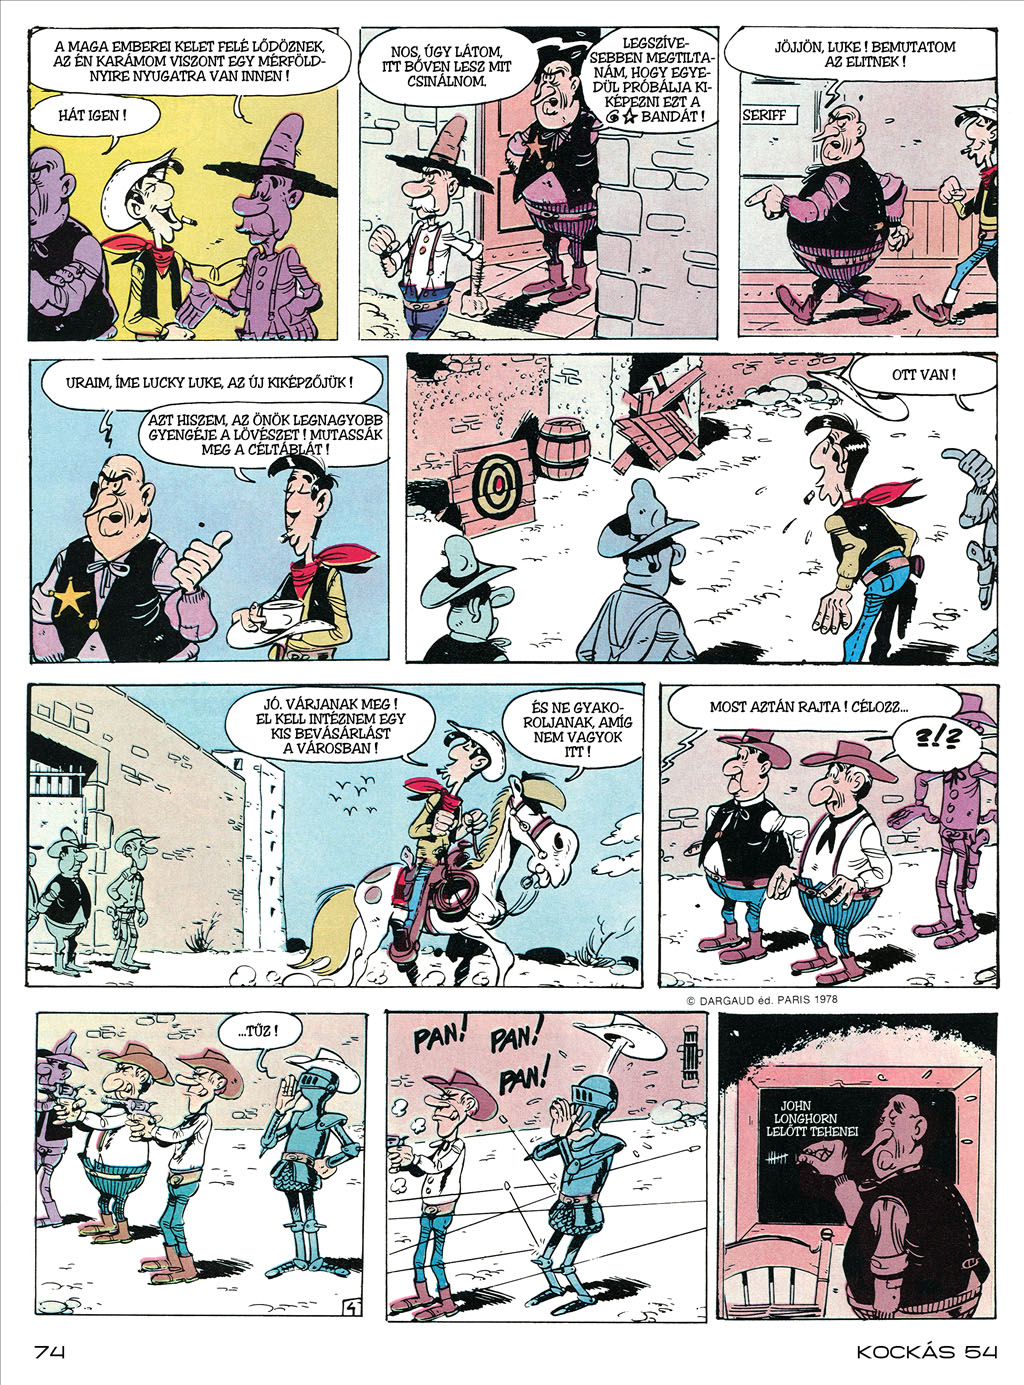 A MAGA EMBEREI KELET FELÉ LŐDÖZNEK,
AZ ÉN KARÁMOM VISZONT EGY MÉRFÖLD-
NYIRE NYUGATRA VAN INNEN !
HÁT IGEN !
NOS, ÚGY LÁTOM,
ITT BŐVEN LESZ MIT
CSINÁLNOM.
LEGSZÍVE-
SEBBEN MEGTILTA-
NÁM, HOGY EGYE-
DÜL PRÓBÁLJA KI-
KÉPEZNI EZT A
BANDÁT !
JÖJJÖN, LUKE ! BEMUTATOM
AZ ELITNEK !
SERIFF
URAIM, ÍME LUCKY LUKE, AZ ÚJ KIKÉPZŐJÜK !
AZT HISZEM, AZ ÖNÖK LEGNAGYOBB
GYENGÉJE A LÖVÉSZET ! MUTASSÁK
MEG A CÉLTÁBLÁT !
OTT VAN !
JÓ. VÁRJANAK MEG !
EL KELL INTÉZNEM EGY
KIS BEVÁSÁRLÁST
A VÁROSBAN !
ÉS NE GYAKO-
ROLJANAK, AMÍG
NEM VAGYOK
ITT !
MOST AZTÁN RAJTA ! CÉLOZZ...
?!?
© DARGAUD éd. PARIS 1978
...TŰZ !
4
PAN!
PAN!
PAN!
JOHN
LONGHORN
LELŐTT TEHENEI
74
KOCKÁS 54